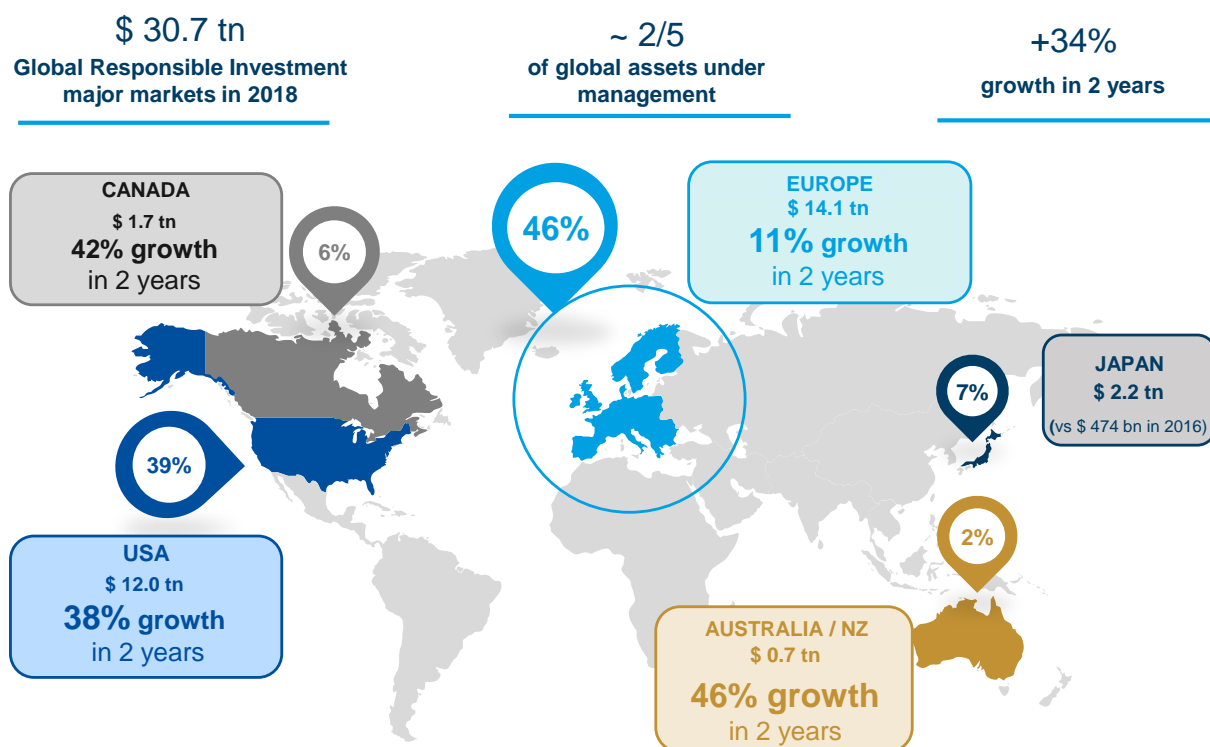 $ 30.7 tn
Global Responsible Investment
major markets in 2018
~ 2/5
of global assets under
management
+34%
growth in 2 years
CANADA
$ 1.7 tn
42% growth
in 2 years
6%
46%
EUROPE
$ 14.1 tn
11% growth
in 2 years
39%
7%
JAPAN
$ 2.2 tn
(vs $ 474 bn in 2016)
USA
$ 12.0 tn
38% growth
in 2 years
2%
AUSTRALIA / NZ
$ 0.7 tn
46% growth
in 2 years